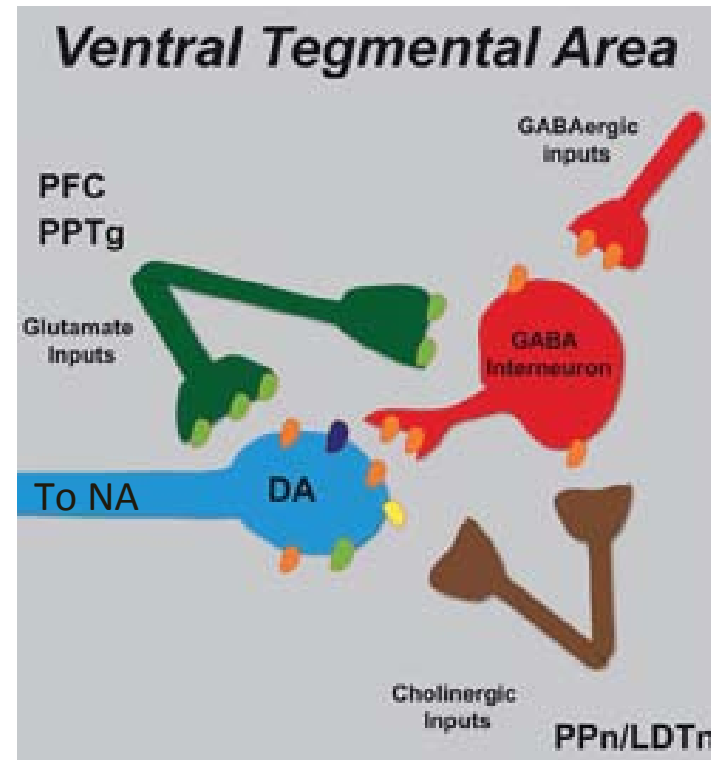 Ventral Tegmental Area
GABAergic
inputs
PFC
PPTg
Glutamate
Inputs
GABA
Interneuron
To NA
DA
Cholinergic
Inputs
PPn/LDTn